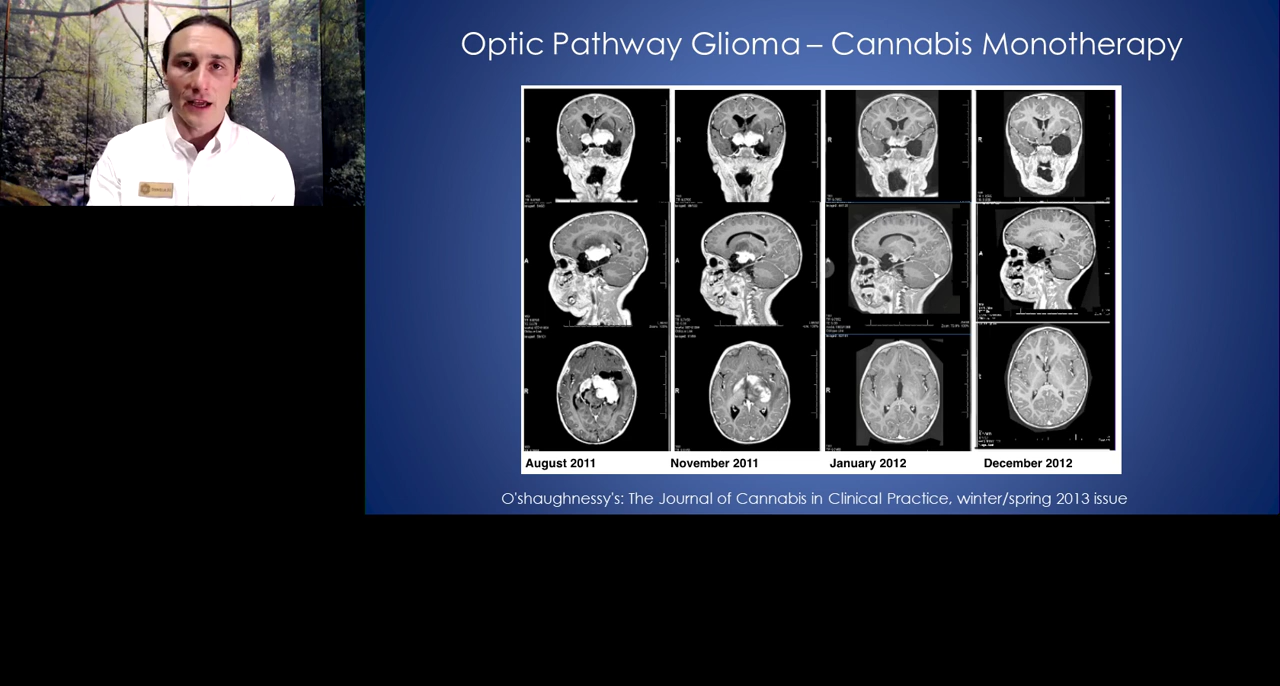 Optic Pathway Glioma – Cannabis Monotherapy
R
R
R
R
A
A
A
A
R
R
R
August 2011
November 2011
January 2012
December 2012
O'shaughnessy's: The Journal of Cannabis in Clinical Practice, winter/spring 2013 issue